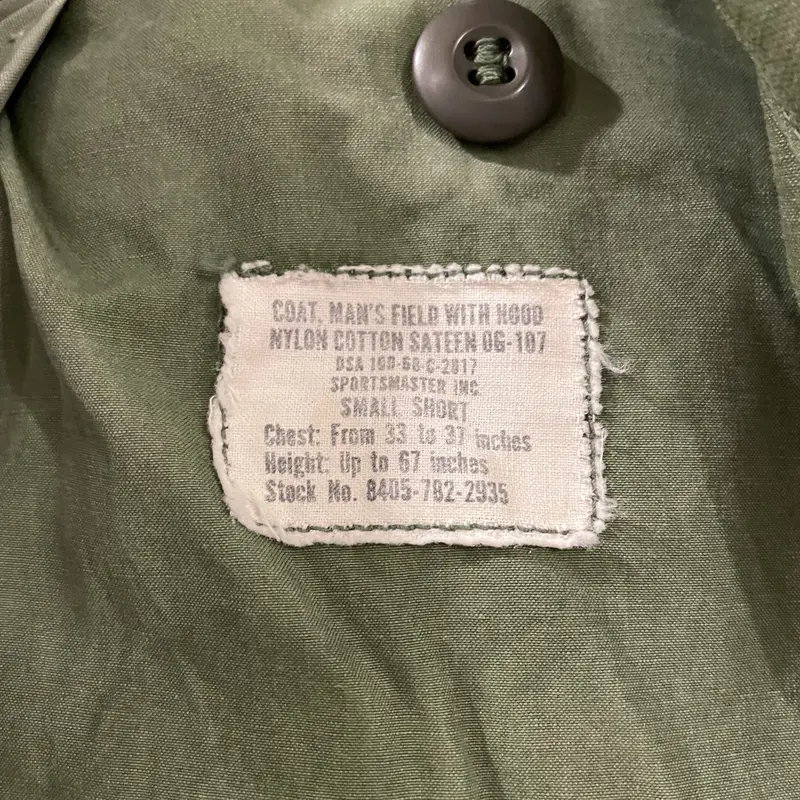 COAT, MAN'S FIELD WITH HOOD
NYLON COTTON SATEEN OG-107
DSA 100-68-C-2017
SPORTSMASTER INC
SMALL SHORT
Chest: From 33 to 37 inches
Height: Up to 67 inches
Stock No. 8405-782-2935